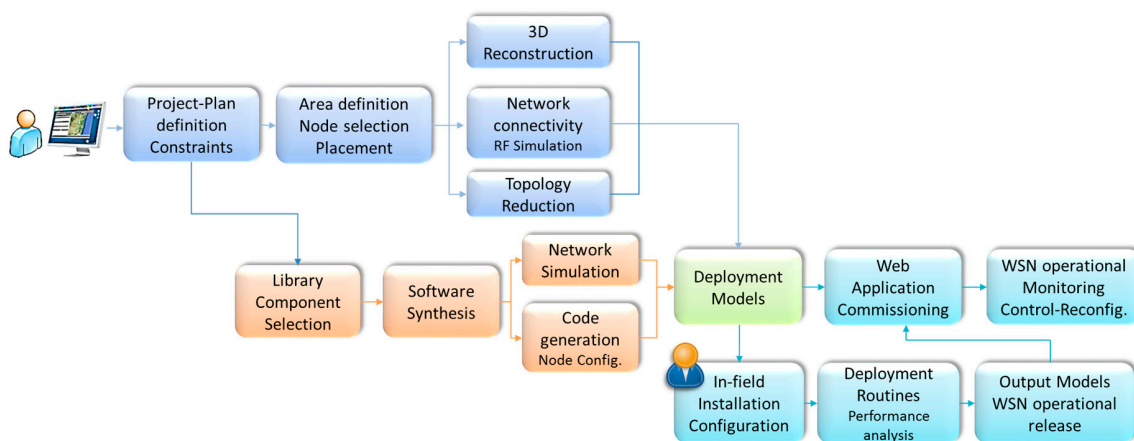 3D
Reconstruction
Project-Plan
definition
Constraints
Area definition
Node selection
Placement
Network
connectivity
RF Simulation
Topology
Reduction
Library
Component
Selection
Software
Synthesis
Network
Simulation
Code
generation
Node Config.
Deployment
Models
Web
Application
Commissioning
WSN operational
Monitoring
Control-Reconfig.
In-field
Installation
Configuration
Deployment
Routines
Performance
analysis
Output Models
WSN operational
release